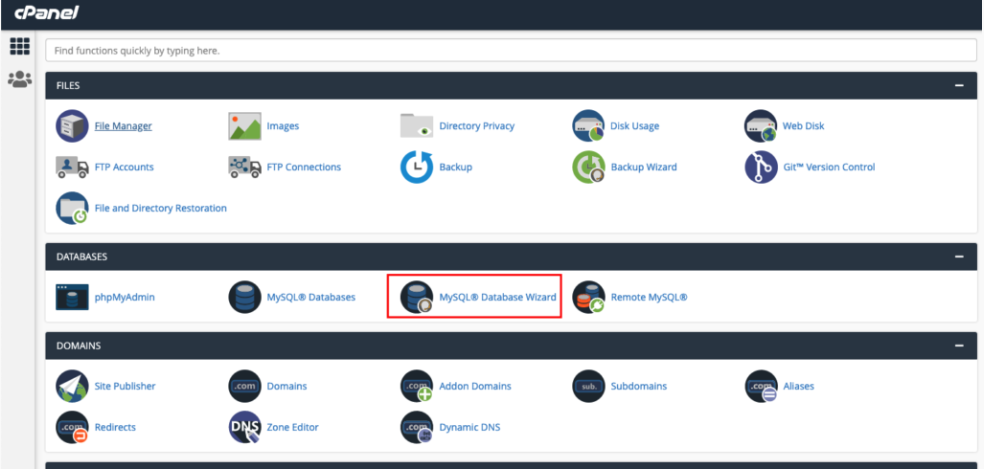 cPanel
Find functions quickly by typing here.
FILES
File Manager
Images
Directory Privacy
Disk Usage
Web Disk
FTP Accounts
FTP Connections
Backup
Backup Wizard
Git™ Version Control
File and Directory Restoration
DATABASES
phpMyAdmin
MySQL® Databases
MySQL® Database Wizard
Remote MySQL®
DOMAINS
Site Publisher
.com
Domains
.com
Addon Domains
sub.
Subdomains
.com
Aliases
.com
Redirects
DNS
Zone Editor
.com
Dynamic DNS